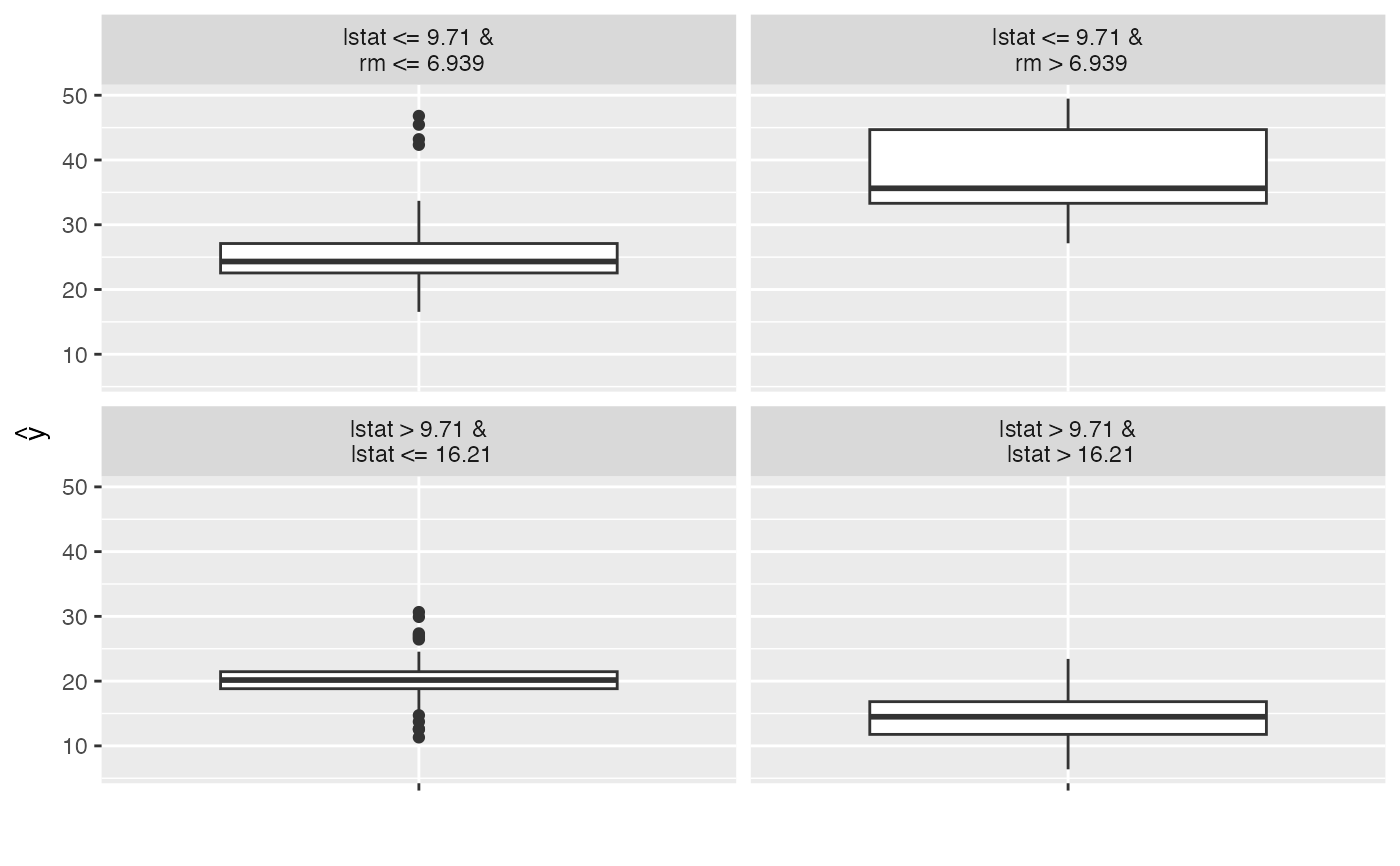 lstat <= 9.71 &
rm <= 6.939
lstat <= 9.71 &
rm > 6.939
50
40
30
20
10
ŷ
lstat > 9.71 &
lstat <= 16.21
lstat > 9.71 &
lstat > 16.21
50
40
30
20
10